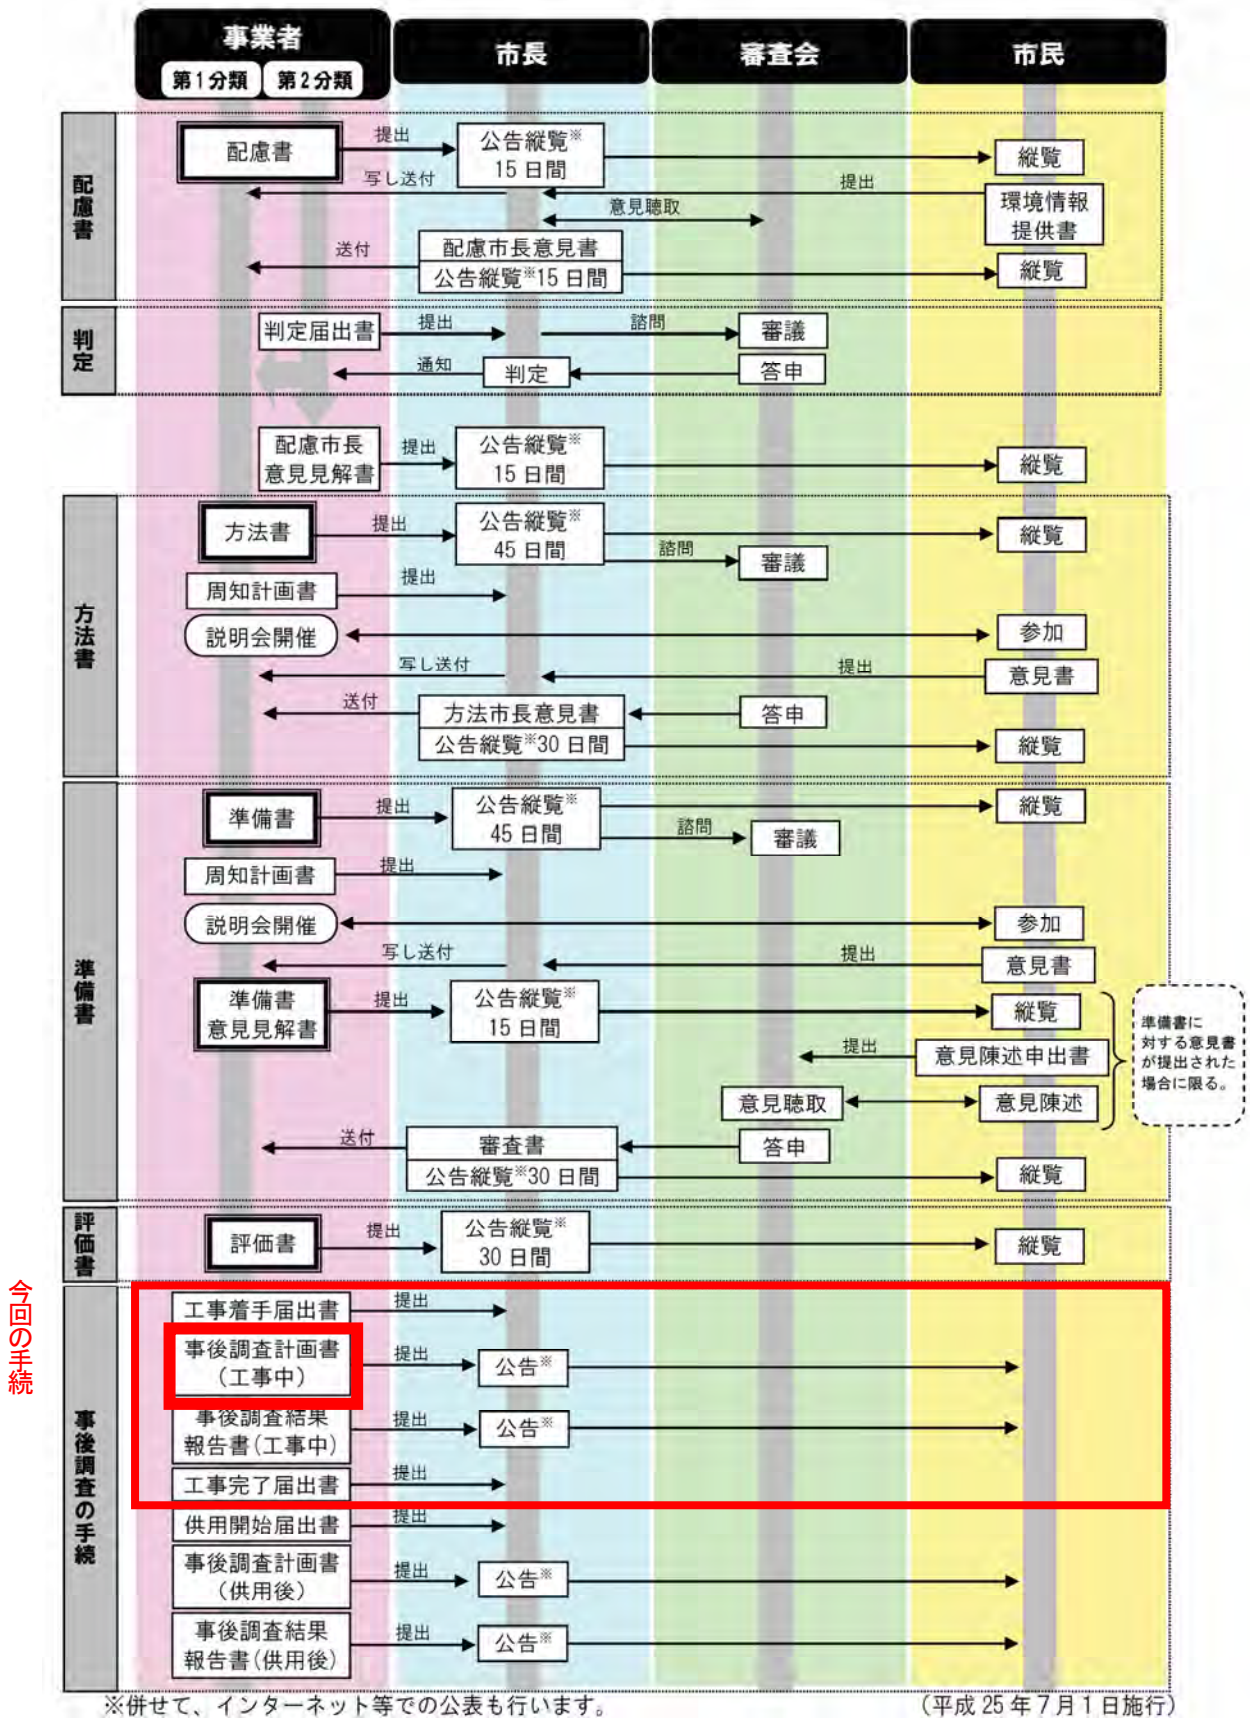 事業者
第1分類 第2分類
市長
審査会
市民
配慮書
配慮書
提出
公告縦覧※
15日間
縦覧
写し送付
提出
環境情報
提供書
意見聴取
送付
配慮市長意見書
公告縦覧※15日間
縦覧
判定
判定届出書
提出
諮問
審議
通知
判定
答申
配慮市長
意見見解書
提出
公告縦覧※
15日間
縦覧
方法書
方法書
提出
公告縦覧※
45日間
縦覧
諮問
審議
周知計画書
提出
説明会開催
参加
写し送付
提出
意見書
送付
方法市長意見書
答申
公告縦覧※30日間
縦覧
準備書
準備書
提出
公告縦覧※
45日間
縦覧
諮問
審議
周知計画書
提出
説明会開催
参加
写し送付
提出
意見書
準備書
意見見解書
提出
公告縦覧※
15日間
縦覧
提出
意見陳述申出書
意見聴取
意見陳述
準備書に
対する意見書
が提出された
場合に限る。
送付
審査書
答申
公告縦覧※30日間
縦覧
評価書
評価書
提出
公告縦覧※
30日間
縦覧
今回の手続
事後調査の手続
工事着手届出書
提出
事後調査計画書
(工事中)
提出
公告※
事後調査結果
報告書(工事中)
提出
公告※
工事完了届出書
提出
供用開始届出書
提出
事後調査計画書
(供用後)
提出
公告※
事後調査結果
報告書(供用後)
提出
公告※
※併せて、インターネット等での公表も行います。
(平成25年7月1日施行)